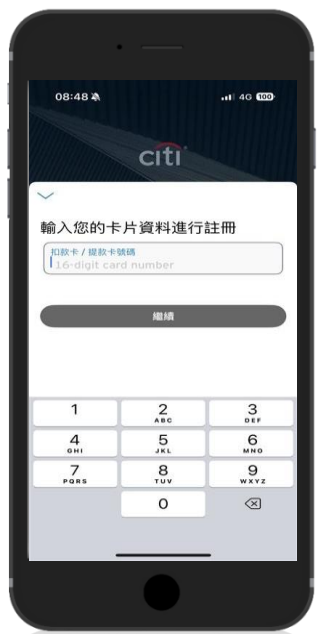 08:48
4G 100
citi
輸入您的卡片資料進行註冊
扣款卡 / 提款卡號碼
16-digit card number
繼續
1 2 3
ABC DEF
4 5 6
GHI JKL MNO
7 8 9
PQRS TUV WXYZ
0